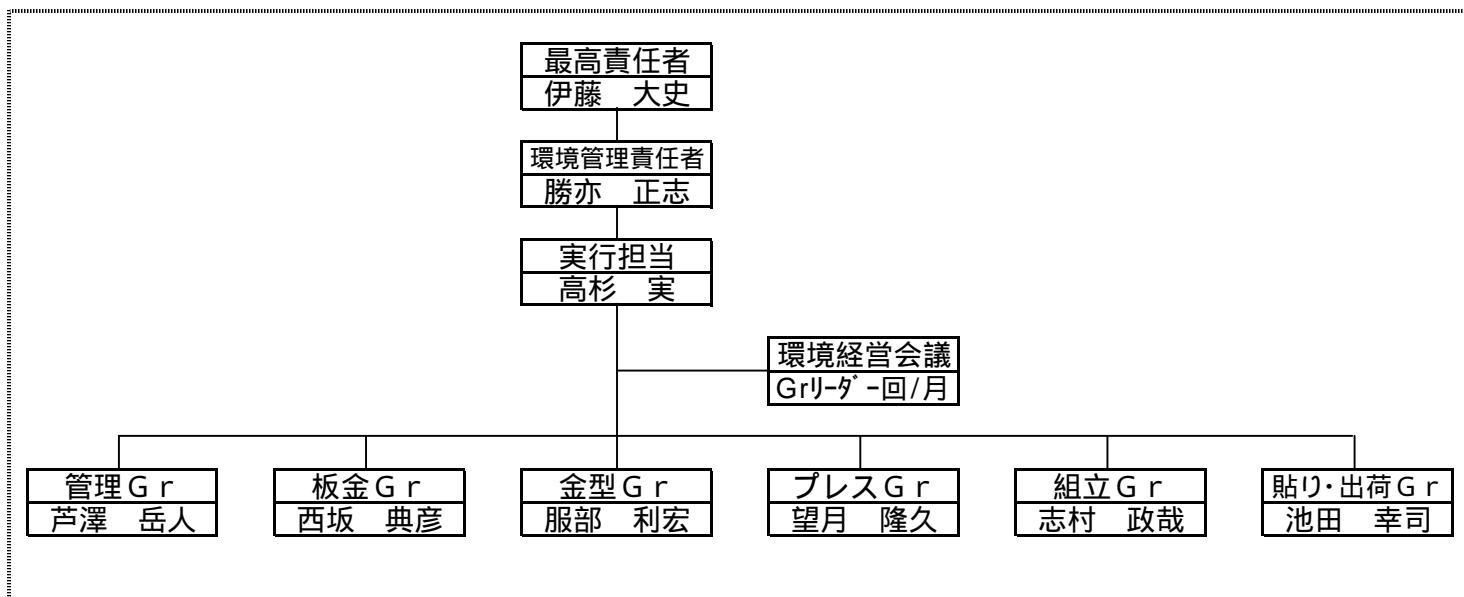 最高責任者
伊藤　大史
環境管理責任者
勝亦　正志
実行担当
高杉　実
環境経営会議
Grﾘｰﾀﾞｰ回/月
管理Ｇｒ
芦澤　岳人
板金Ｇｒ
西坂　典彦
金型Ｇｒ
服部　利宏
プレスＧｒ
望月　隆久
組立Ｇｒ
志村　政哉
貼り･出荷Ｇｒ
池田　幸司